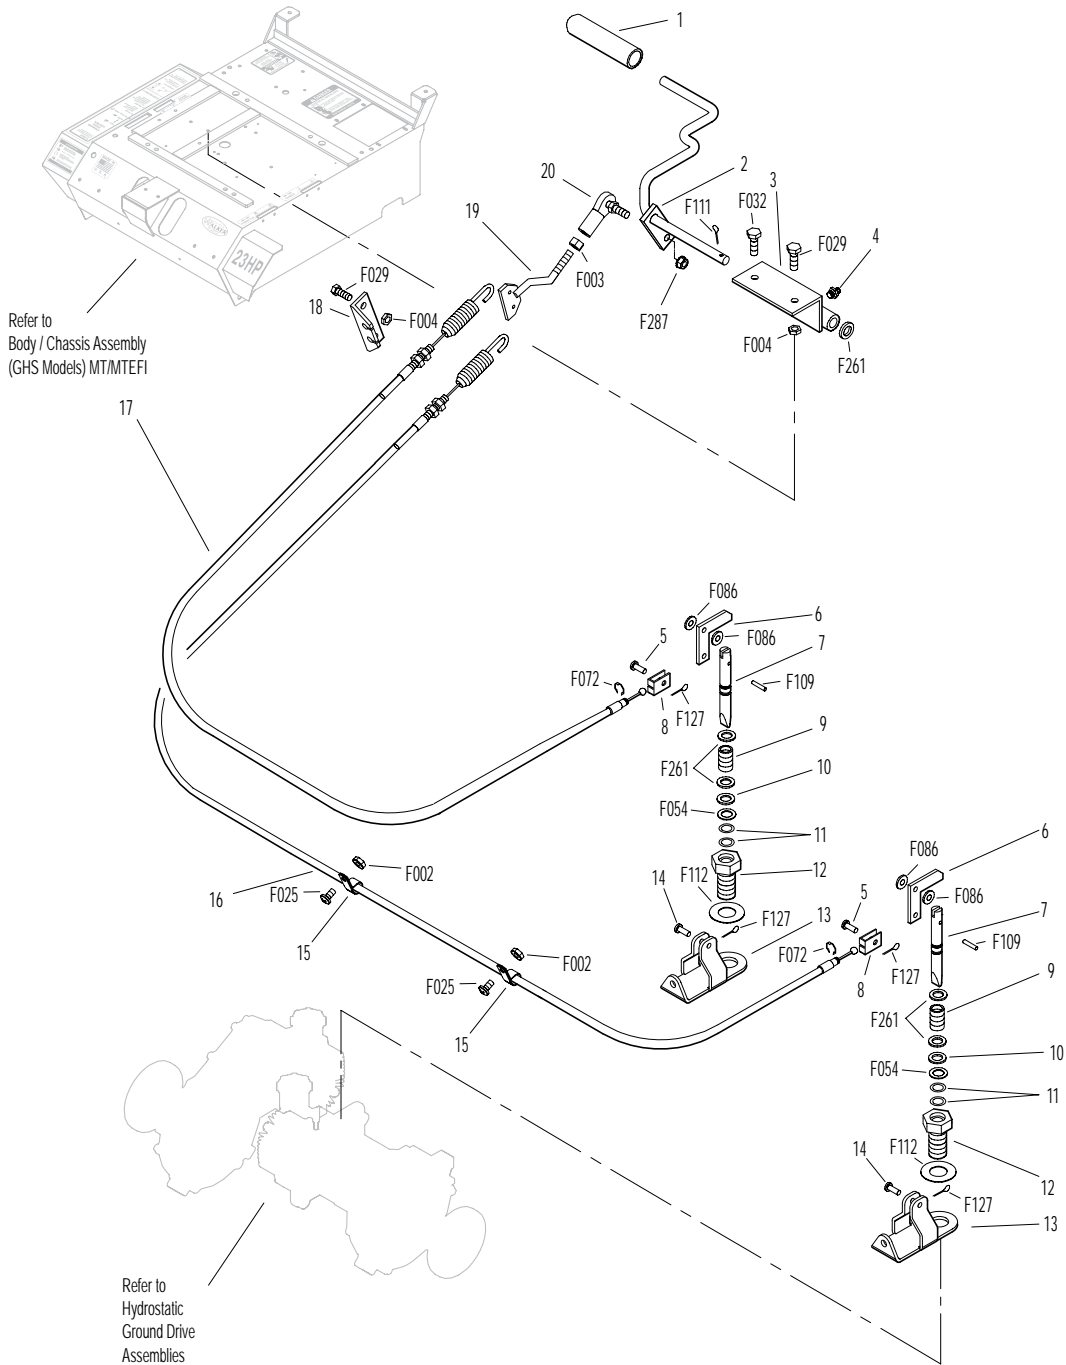 1
2
3
20
F111
F032
F029
4
19
F003
F029
F287
18
F004
F004
F261
23HP
WALKER
Refer to
Body / Chassis Assembly
(GHS Models) MT/MTEFI
17
F086
6
5
F086
7
F072
F109
8
F127
9
F261
10
F054
11
6
F086
F002
F112
12
5
F086
16
F025
14
7
F127
13
F072
F109
15
F002
8
F127
9
F025
F261
15
10
F054
11
F112
14
12
F127
13
Refer to
Hydrostatic
Ground Drive
Assemblies